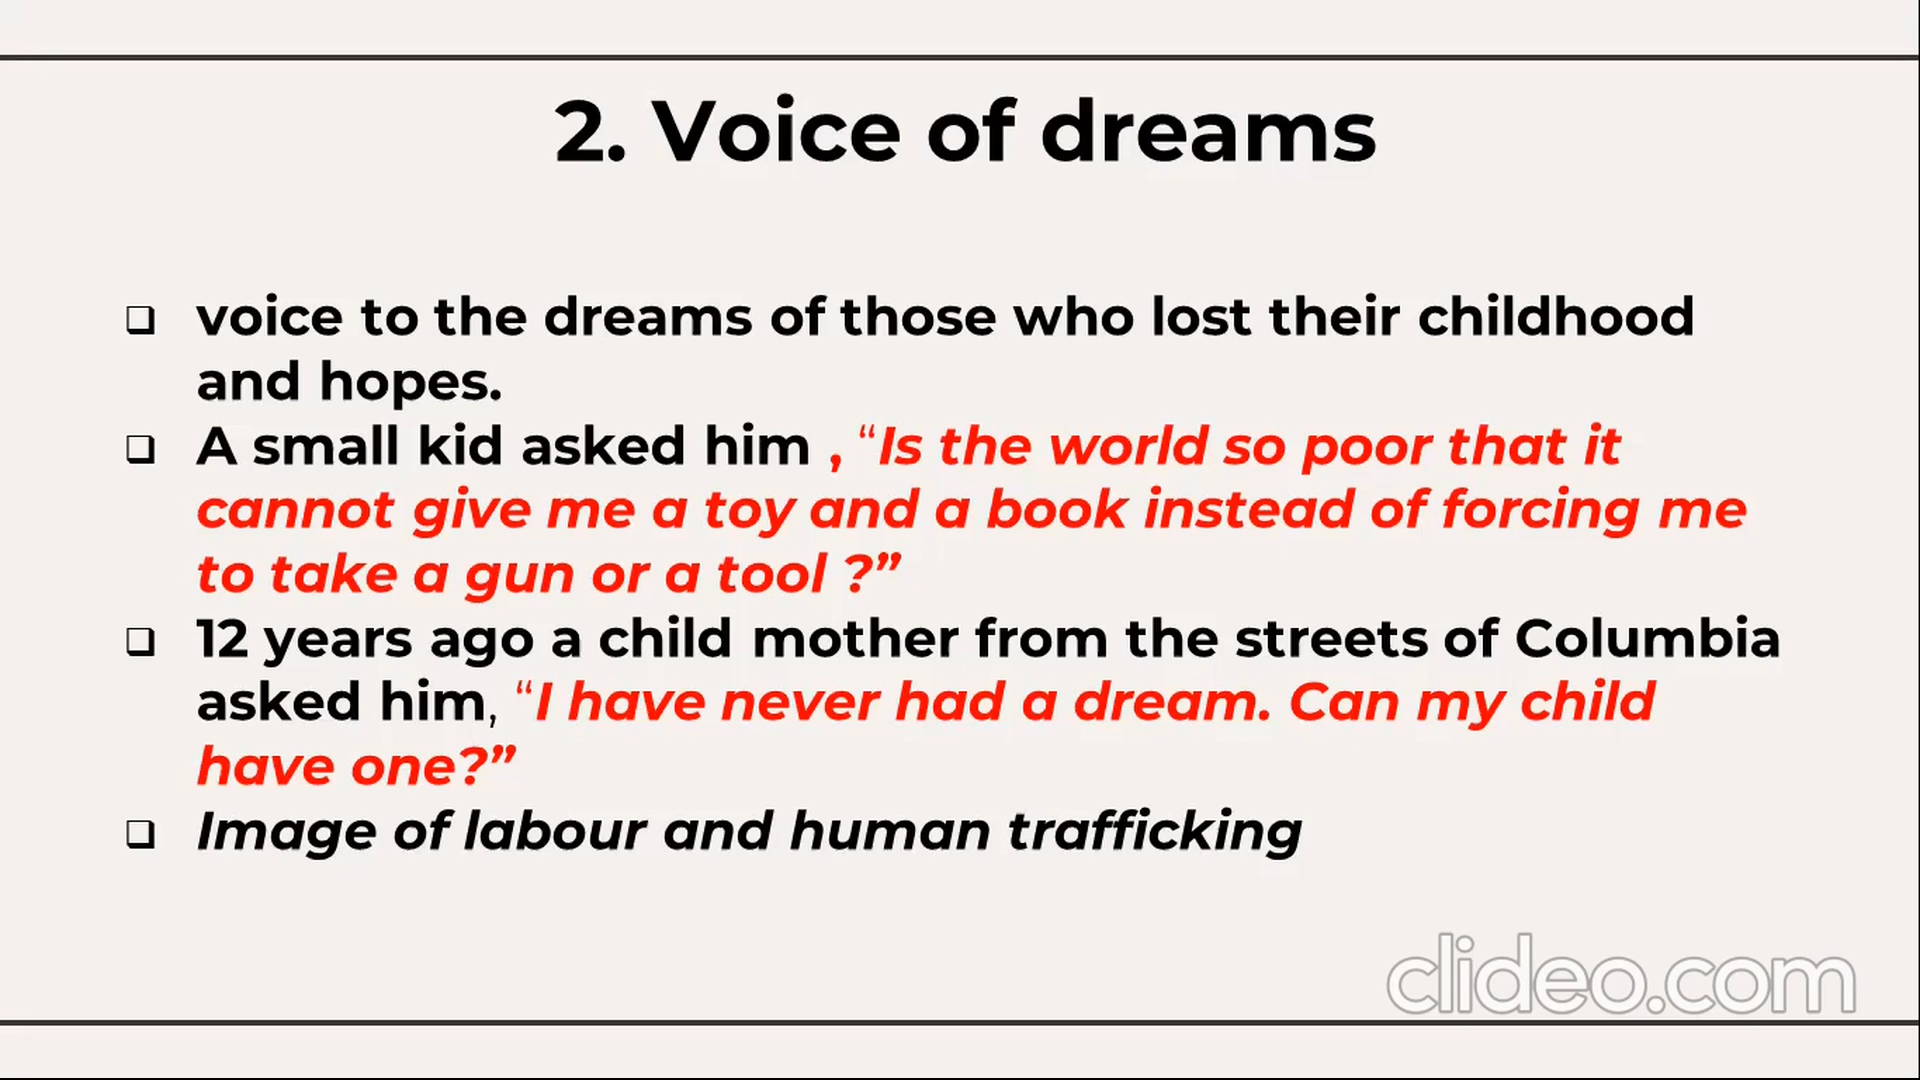 2. Voice of dreams
❑ voice to the dreams of those who lost their childhood
and hopes.
❑ A small kid asked him , “Is the world so poor that it
cannot give me a toy and a book instead of forcing me
to take a gun or a tool ?”
❑ 12 years ago a child mother from the streets of Columbia
asked him, “I have never had a dream. Can my child
have one?”
❑ Image of labour and human trafficking
clideo.com